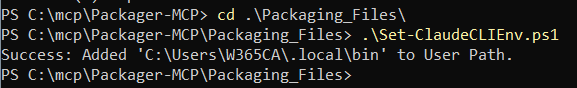 PS C:\mcp\Packager-MCP> cd .\Packaging_Files\
PS C:\mcp\Packager-MCP\Packaging_Files> .\Set-ClaudeCLIEnv.ps1
Success: Added 'C:\Users\W365CA\.local\bin' to User Path.
PS C:\mcp\Packager-MCP\Packaging_Files>